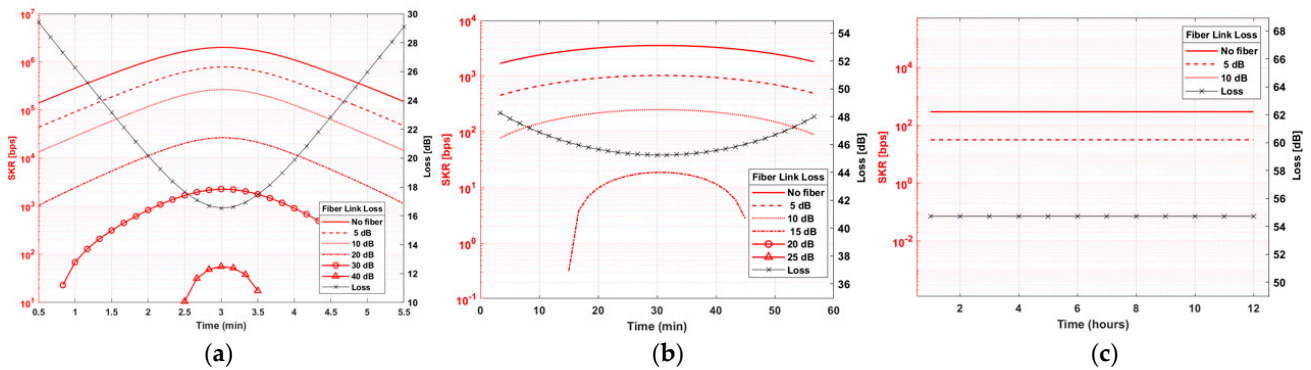 10⁷
10⁶
10⁵
10⁴
10³
10²
10¹
SKR [bps]
0.5 1 1.5 2 2.5 3 3.5 4 4.5 5 5.5
Time (min)
30
28
26
24
22
20
18
16
14
12
10
Loss [dB]
Fiber Link Loss
No fiber
5 dB
10 dB
20 dB
30 dB
40 dB
Loss
(a)
10⁴
10³
10²
10¹
10⁰
10⁻¹
SKR [bps]
0 10 20 30 40 50 60
Time (min)
54
52
50
48
46
44
42
40
38
36
Loss [dB]
Fiber Link Loss
No fiber
5 dB
10 dB
15 dB
20 dB
25 dB
Loss
(b)
10⁴
10²
10⁰
10⁻²
SKR [bps]
2 4 6 8 10 12
Time (hours)
68
66
64
62
60
58
56
54
52
50
Loss [dB]
Fiber Link Loss
No fiber
5 dB
10 dB
Loss
(c)